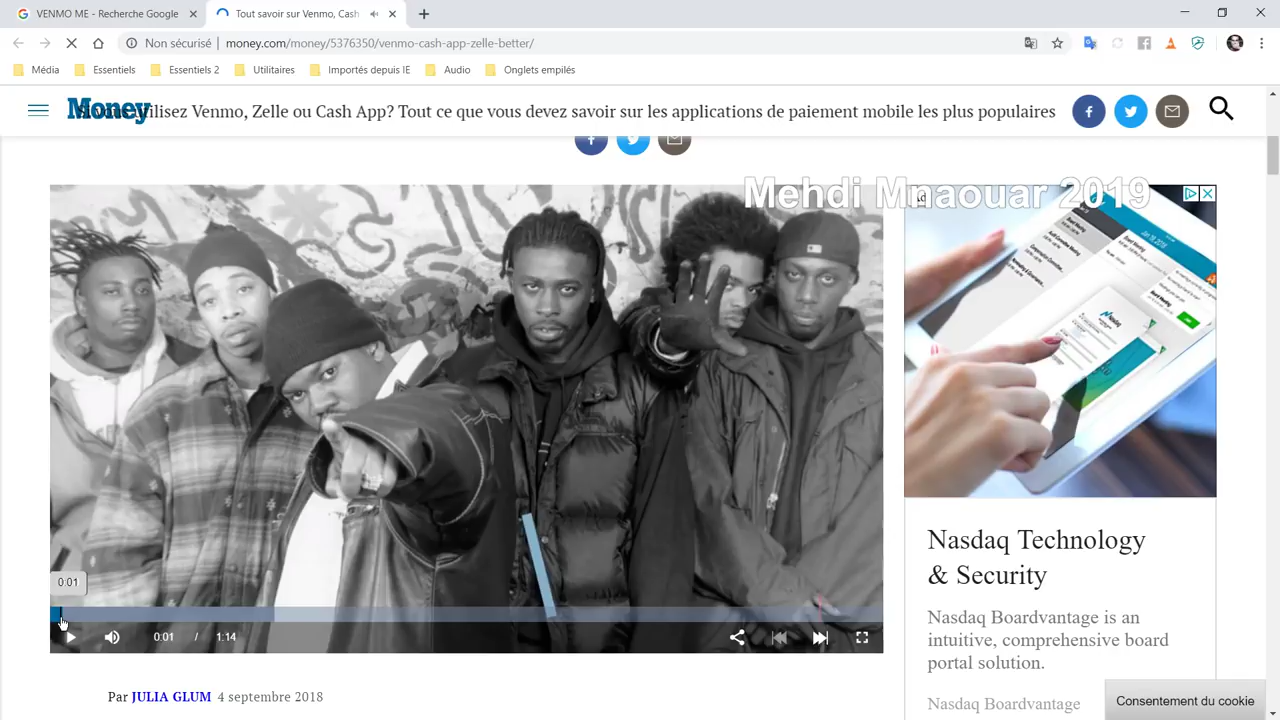 VENMO ME - Recherche Google
Tout savoir sur Venmo, Cash
Non sécurisé
money.com/money/5376350/venmo-cash-app-zelle-better/
Média
Essentiels
Essentiels 2
Utilitaires
Importés depuis IE
Audio
Onglets empilés
Money
utilisez Venmo, Zelle ou Cash App? Tout ce que vous devez savoir sur les applications de paiement mobile les plus populaires
Mehdi Mnaouar 2019
0:01
0:01 / 1:14
Par JULIA GLUM 4 septembre 2018
Nasdaq Technology
& Security
Nasdaq Boardvantage is an
intuitive, comprehensive board
portal solution.
Nasdaq Boardvantage
Consentement du cookie